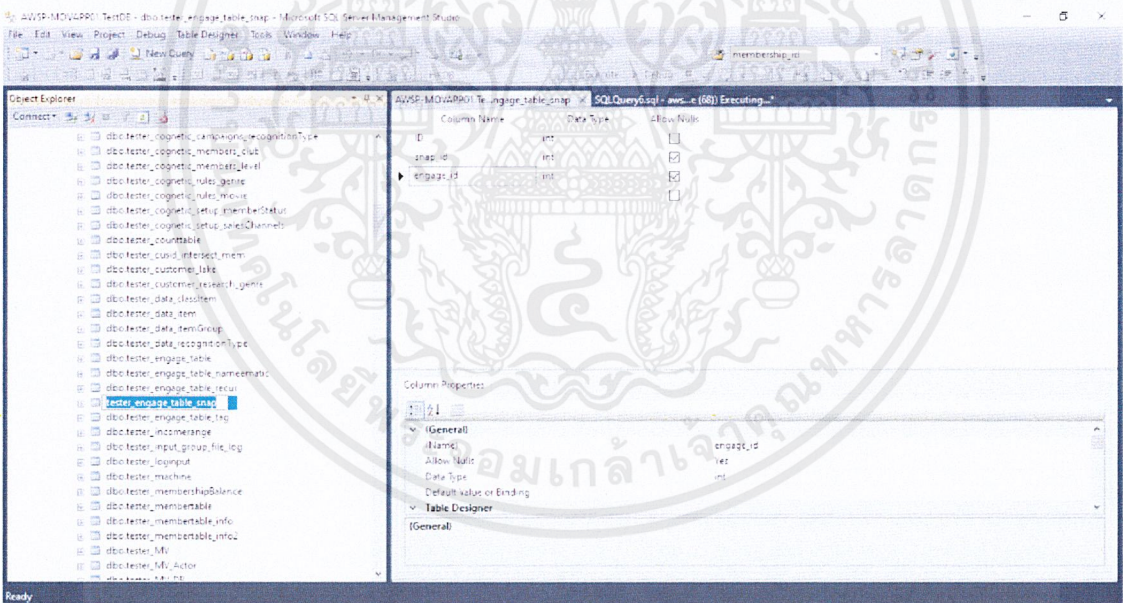 AWSP-MOVAPP01.TestDB - dbo.tester_engage_table_snap - Microsoft SQL Server Management Studio
File Edit View Project Debug Table Designer Tools Window Help
New Query
membership_id
Object Explorer
Connect
AWSP-MOVAPP01.Te...ngage_table_snap
SQLQuery6.sql - aws...e (68)) Executing...*
Column Name Data Type Allow Nulls
ID int
snap_id int
engage_id int
dbo.tester_cognetic_campaigns_recognitionType
dbo.tester_cognetic_members_club
dbo.tester_cognetic_members_level
dbo.tester_cognetic_rules_genre
dbo.tester_cognetic_rules_movie
dbo.tester_cognetic_setup_memberStatus
dbo.tester_cognetic_setup_salesChannels
dbo.tester_counttable
dbo.tester_cusid_intersect_mem
dbo.tester_customer_lake
dbo.tester_customer_research_genre
dbo.tester_data_classItem
dbo.tester_data_item
dbo.tester_data_itemGroup
dbo.tester_data_recognitionType
dbo.tester_engage_table
dbo.tester_engage_table_nameematic
dbo.tester_engage_table_recur
tester_engage_table_snap
dbo.tester_engage_table_tag
dbo.tester_incomerange
dbo.tester_input_group_file_log
dbo.tester_loginput
dbo.tester_machine
dbo.tester_membershipBalance
dbo.tester_membertable
dbo.tester_membertable_info
dbo.tester_membertable_info2
dbo.tester_MV
dbo.tester_MV_Actor
Column Properties
(General)
(Name) engage_id
Allow Nulls Yes
Data Type int
Default Value or Binding
Table Designer
(General)
Ready